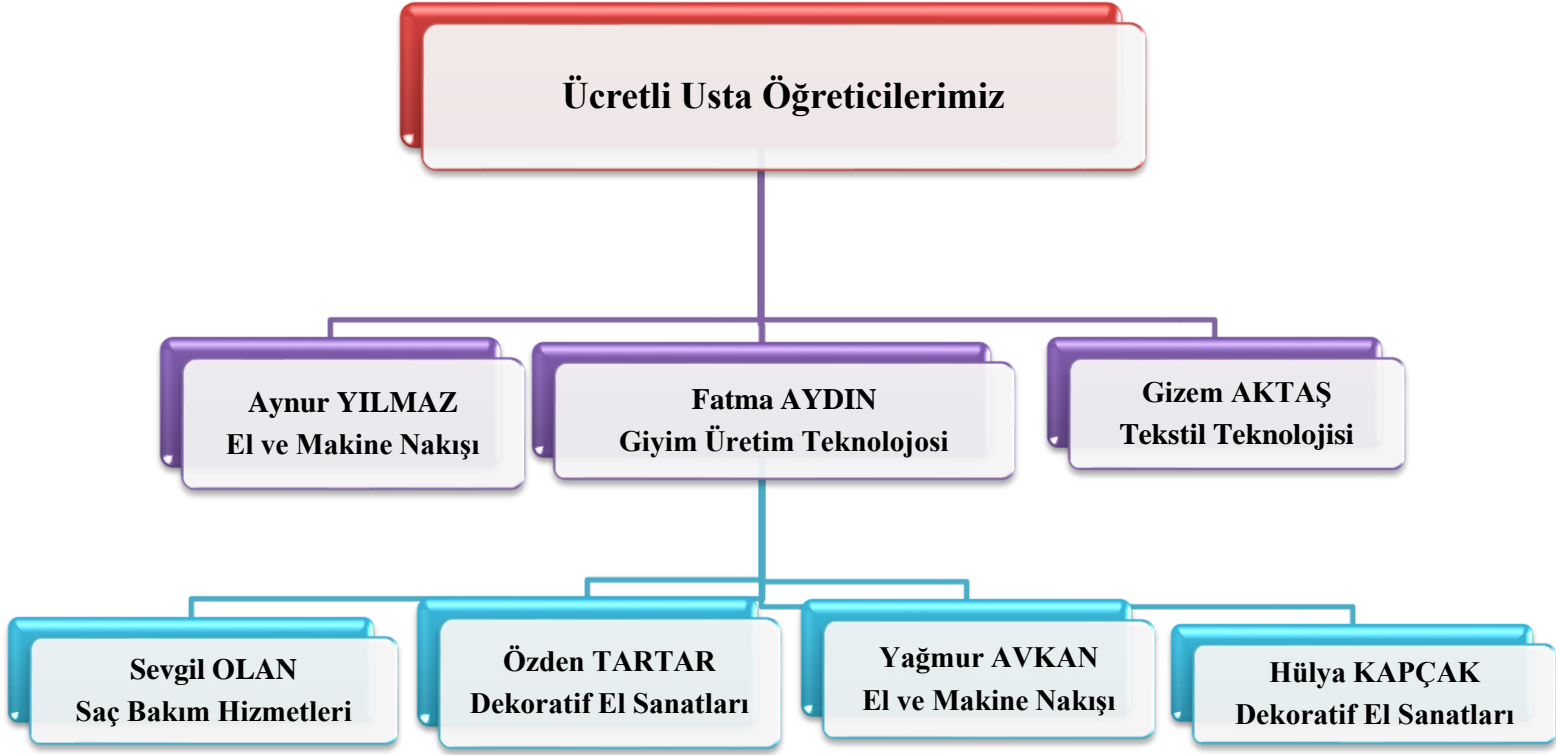 Ücretli Usta Öğreticilerimiz
Aynur YILMAZ
El ve Makine Nakışı
Fatma AYDIN
Giyim Üretim Teknolojosi
Gizem AKTAŞ
Tekstil Teknolojisi
Sevgil OLAN
Saç Bakım Hizmetleri
Özden TARTAR
Dekoratif El Sanatları
Yağmur AVKAN
El ve Makine Nakışı
Hülya KAPÇAK
Dekoratif El Sanatları